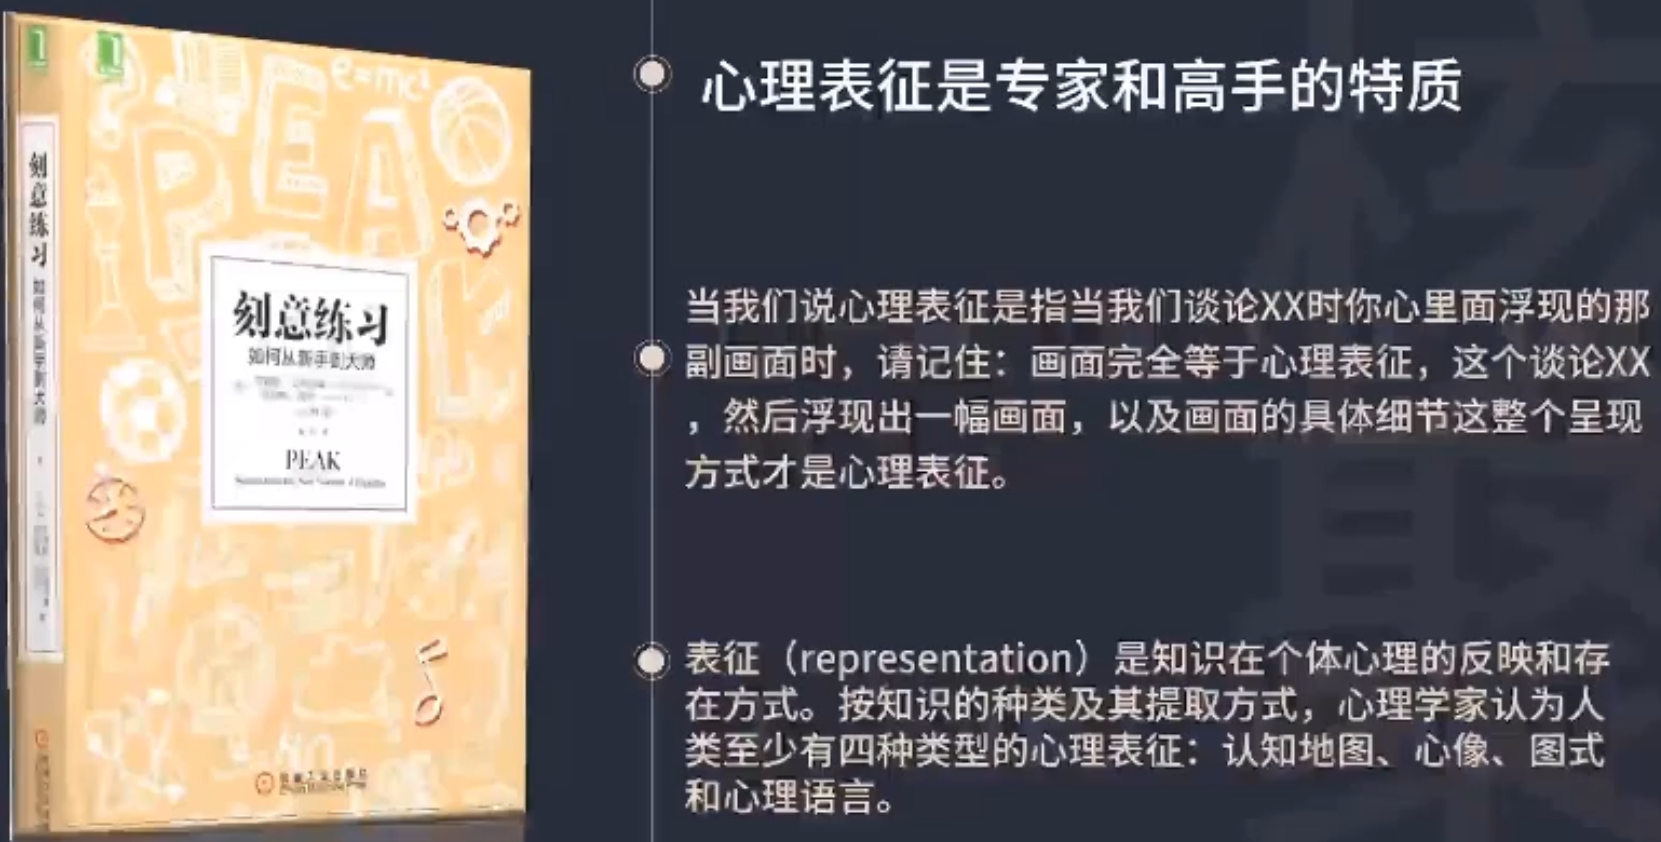 刻意练习
如何从新手到大师
e=mc²
PEAK
刻意练习
如何从新手到大师
PEAK
机械工业出版社
心理表征是专家和高手的特质
当我们说心理表征是指当我们谈论XX时你心里面浮现的那
副画面时，请记住：画面完全等于心理表征，这个谈论XX
，然后浮现出一幅画面，以及画面的具体细节这整个呈现
方式才是心理表征。
表征（representation）是知识在个体心理的反映和存
在方式。按知识的种类及其提取方式，心理学家认为人
类至少有四种类型的心理表征：认知地图、心像、图式
和心理语言。